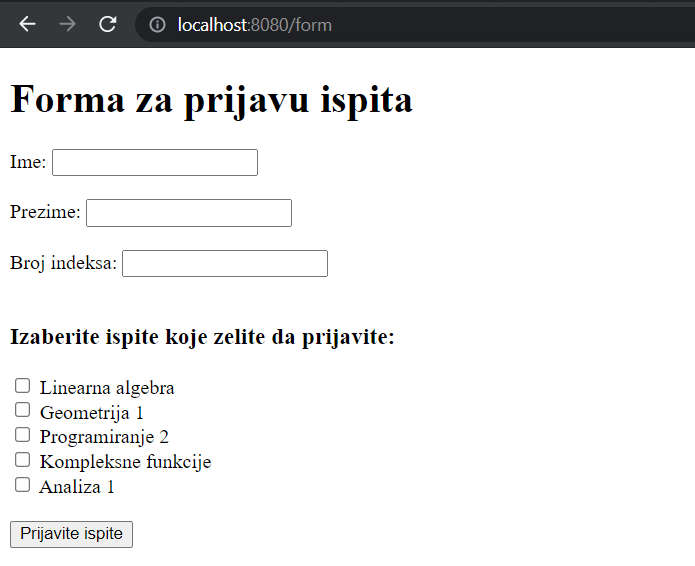 localhost:8080/form
Forma za prijavu ispita
Ime:
Prezime:
Broj indeksa:
Izaberite ispite koje zelite da prijavite:
Linearna algebra
Geometrija 1
Programiranje 2
Kompleksne funkcije
Analiza 1
Prijavite ispite